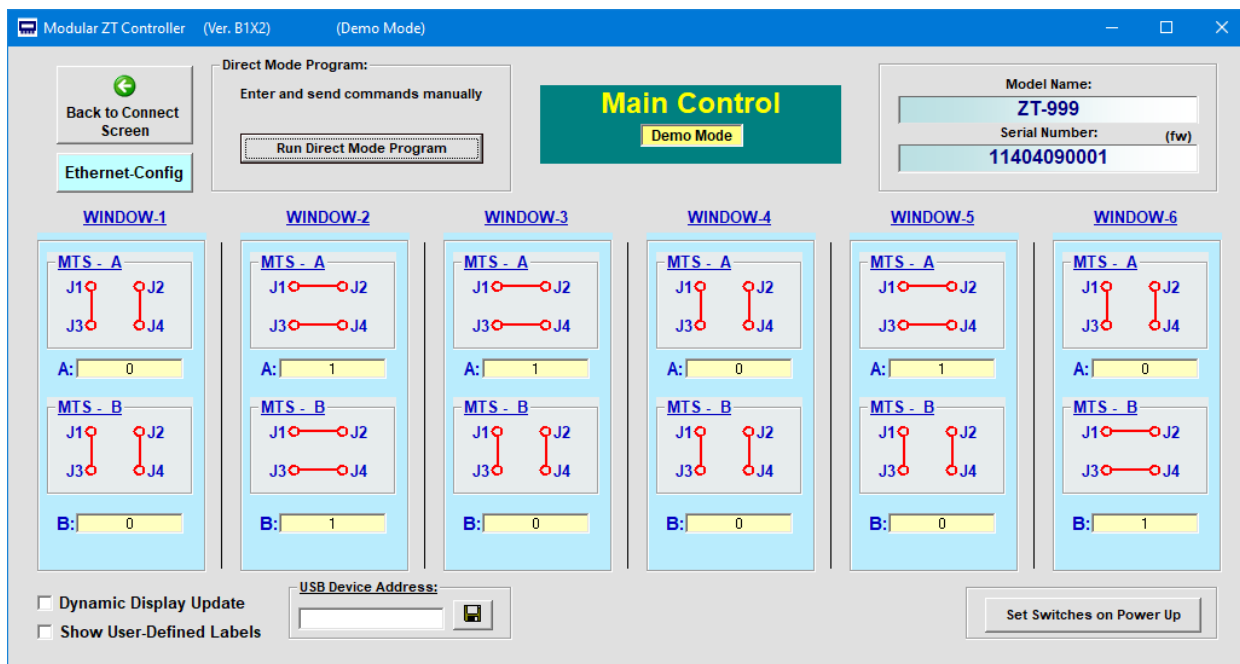 Modular ZT Controller (Ver. B1X2) (Demo Mode)
Back to Connect
Screen
Ethernet-Config
Direct Mode Program:
Enter and send commands manually
Run Direct Mode Program
Main Control
Demo Mode
Model Name:
ZT-999
Serial Number: (fw)
11404090001
WINDOW-1 WINDOW-2 WINDOW-3 WINDOW-4 WINDOW-5 WINDOW-6
MTS - A MTS - A MTS - A MTS - A MTS - A MTS - A
J1 J2 J1 J2 J1 J2 J1 J2 J1 J2 J1 J2
J3 J4 J3 J4 J3 J4 J3 J4 J3 J4 J3 J4
A: 0 A: 1 A: 1 A: 0 A: 1 A: 0
MTS - B MTS - B MTS - B MTS - B MTS - B MTS - B
J1 J2 J1 J2 J1 J2 J1 J2 J1 J2 J1 J2
J3 J4 J3 J4 J3 J4 J3 J4 J3 J4 J3 J4
B: 0 B: 1 B: 0 B: 0 B: 0 B: 1
Dynamic Display Update
Show User-Defined Labels
USB Device Address:
Set Switches on Power Up